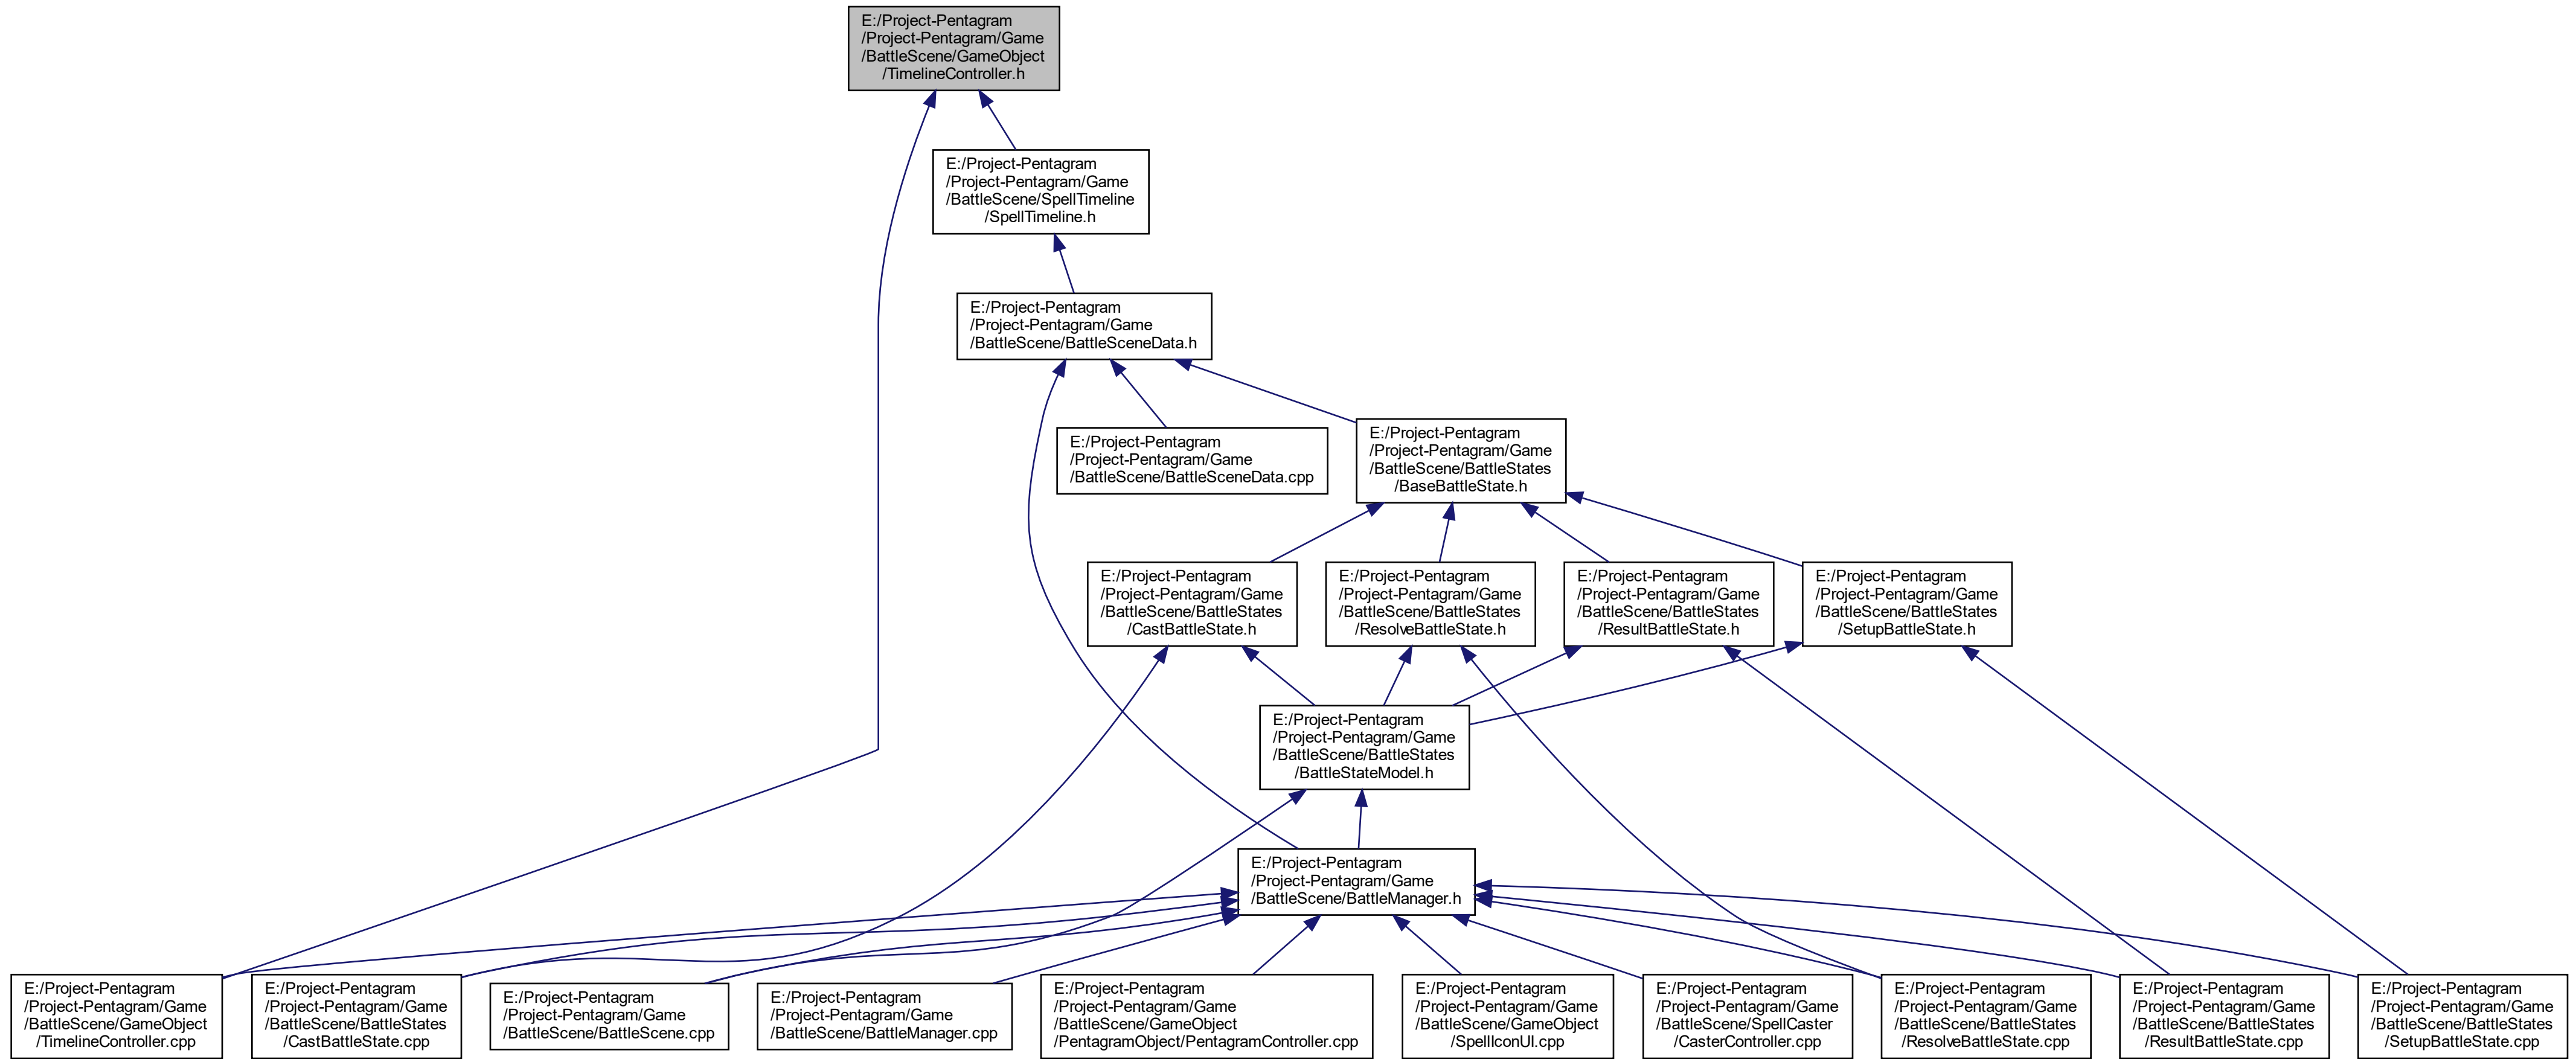 E:/Project-Pentagram
/Project-Pentagram/Game
/BattleScene/GameObject
/TimelineController.h
E:/Project-Pentagram
/Project-Pentagram/Game
/BattleScene/SpellTimeline
/SpellTimeline.h
E:/Project-Pentagram
/Project-Pentagram/Game
/BattleScene/BattleSceneData.h
E:/Project-Pentagram
/Project-Pentagram/Game
/BattleScene/BattleSceneData.cpp
E:/Project-Pentagram
/Project-Pentagram/Game
/BattleScene/BattleStates
/BaseBattleState.h
E:/Project-Pentagram
/Project-Pentagram/Game
/BattleScene/BattleStates
/CastBattleState.h
E:/Project-Pentagram
/Project-Pentagram/Game
/BattleScene/BattleStates
/ResolveBattleState.h
E:/Project-Pentagram
/Project-Pentagram/Game
/BattleScene/BattleStates
/ResultBattleState.h
E:/Project-Pentagram
/Project-Pentagram/Game
/BattleScene/BattleStates
/SetupBattleState.h
E:/Project-Pentagram
/Project-Pentagram/Game
/BattleScene/BattleStates
/BattleStateModel.h
E:/Project-Pentagram
/Project-Pentagram/Game
/BattleScene/BattleManager.h
E:/Project-Pentagram
/Project-Pentagram/Game
/BattleScene/GameObject
/TimelineController.cpp
E:/Project-Pentagram
/Project-Pentagram/Game
/BattleScene/BattleStates
/CastBattleState.cpp
E:/Project-Pentagram
/Project-Pentagram/Game
/BattleScene/BattleScene.cpp
E:/Project-Pentagram
/Project-Pentagram/Game
/BattleScene/BattleManager.cpp
E:/Project-Pentagram
/Project-Pentagram/Game
/BattleScene/GameObject
/PentagramObject/PentagramController.cpp
E:/Project-Pentagram
/Project-Pentagram/Game
/BattleScene/GameObject
/SpellIconUI.cpp
E:/Project-Pentagram
/Project-Pentagram/Game
/BattleScene/SpellCaster
/CasterController.cpp
E:/Project-Pentagram
/Project-Pentagram/Game
/BattleScene/BattleStates
/ResolveBattleState.cpp
E:/Project-Pentagram
/Project-Pentagram/Game
/BattleScene/BattleStates
/ResultBattleState.cpp
E:/Project-Pentagram
/Project-Pentagram/Game
/BattleScene/BattleStates
/SetupBattleState.cpp